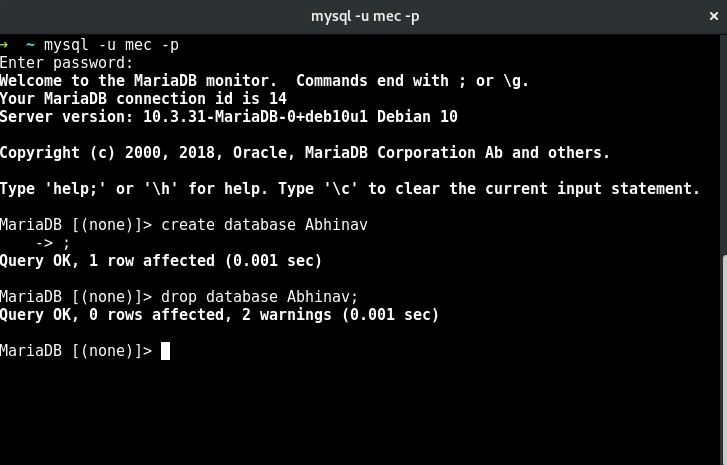 mysql -u mec -p
→ ~ mysql -u mec -p
Enter password:
Welcome to the MariaDB monitor.  Commands end with ; or \g.
Your MariaDB connection id is 14
Server version: 10.3.31-MariaDB-0+deb10u1 Debian 10
Copyright (c) 2000, 2018, Oracle, MariaDB Corporation Ab and others.
Type 'help;' or '\h' for help. Type '\c' to clear the current input statement.
MariaDB [(none)]> create database Abhinav
    -> ;
Query OK, 1 row affected (0.001 sec)
MariaDB [(none)]> drop database Abhinav;
Query OK, 0 rows affected, 2 warnings (0.001 sec)
MariaDB [(none)]>